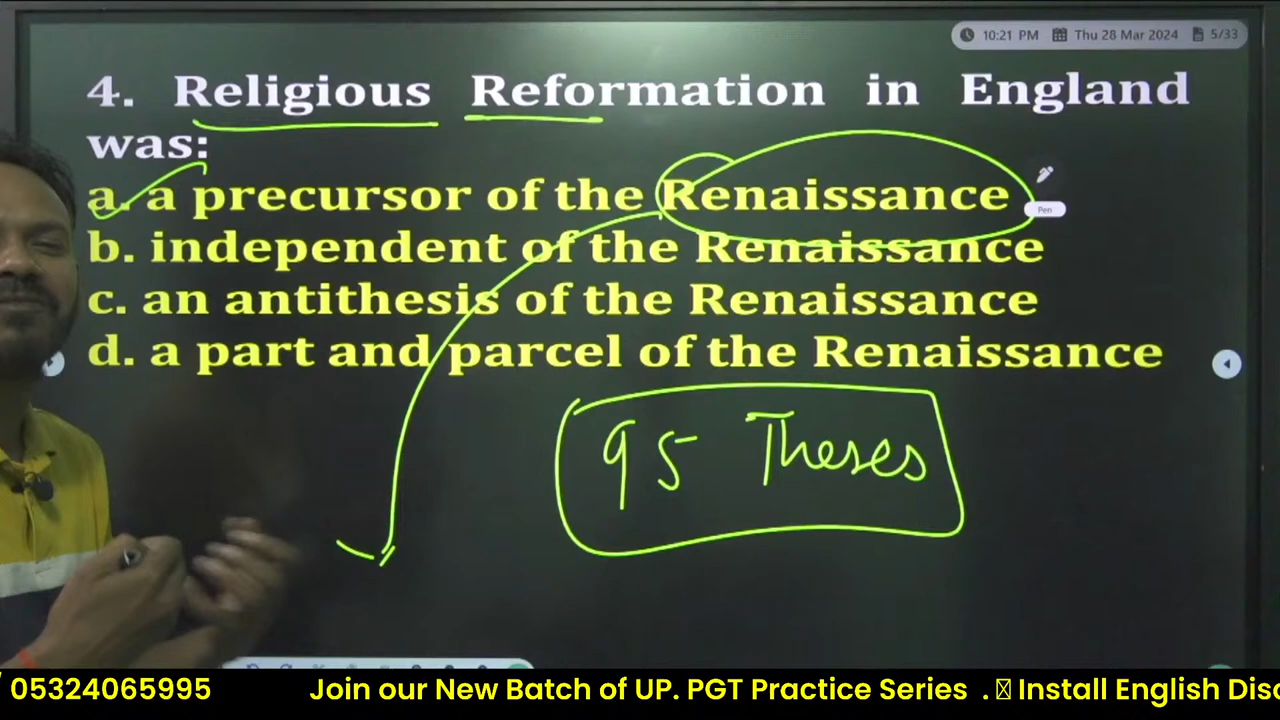 10:21 PM Thu 28 Mar 2024 5/33
4. Religious Reformation in England
was:
a. a precursor of the Renaissance
Pen
b. independent of the Renaissance
c. an antithesis of the Renaissance
d. a part and parcel of the Renaissance
95 Theses
05324065995 Join our New Batch of UP. PGT Practice Series . Install English